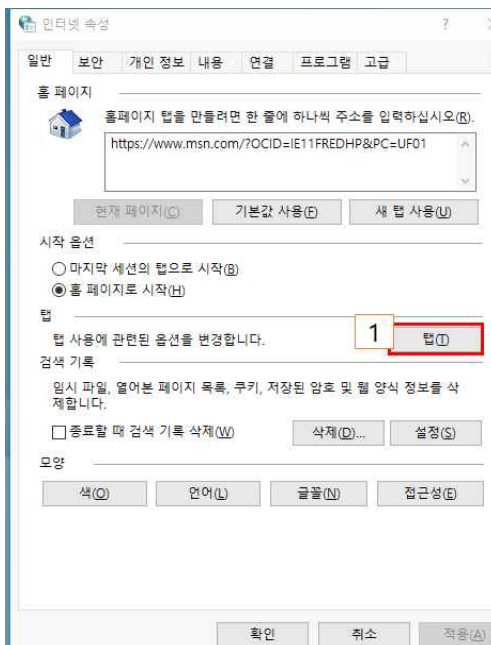 인터넷 속성 ?
일반 보안 개인 정보 내용 연결 프로그램 고급
홈 페이지
홈페이지 탭을 만들려면 한 줄에 하나씩 주소를 입력하십시오(R).
https://www.msn.com/?OCID=IE11FREDHP&PC=UF01
현재 페이지(C) 기본값 사용(F) 새 탭 사용(U)
시작 옵션
마지막 세션의 탭으로 시작(B)
홈 페이지로 시작(H)
탭
탭 사용에 관련된 옵션을 변경합니다. 1 탭(T)
검색 기록
임시 파일, 열어본 페이지 목록, 쿠키, 저장된 암호 및 웹 양식 정보를 삭
제합니다.
종료할 때 검색 기록 삭제(W) 삭제(D)... 설정(S)
모양
색(O) 언어(L) 글꼴(N) 접근성(E)
확인 취소 적용(A)